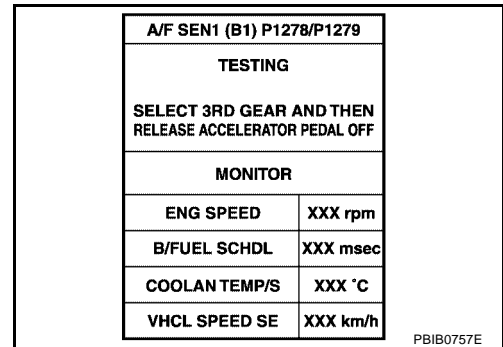 A/F SEN1 (B1) P1278/P1279
TESTING
SELECT 3RD GEAR AND THEN
RELEASE ACCELERATOR PEDAL OFF
MONITOR
ENG SPEED XXX rpm
B/FUEL SCHDL XXX msec
COOLAN TEMP/S XXX °C
VHCL SPEED SE XXX km/h
PBIB0757E